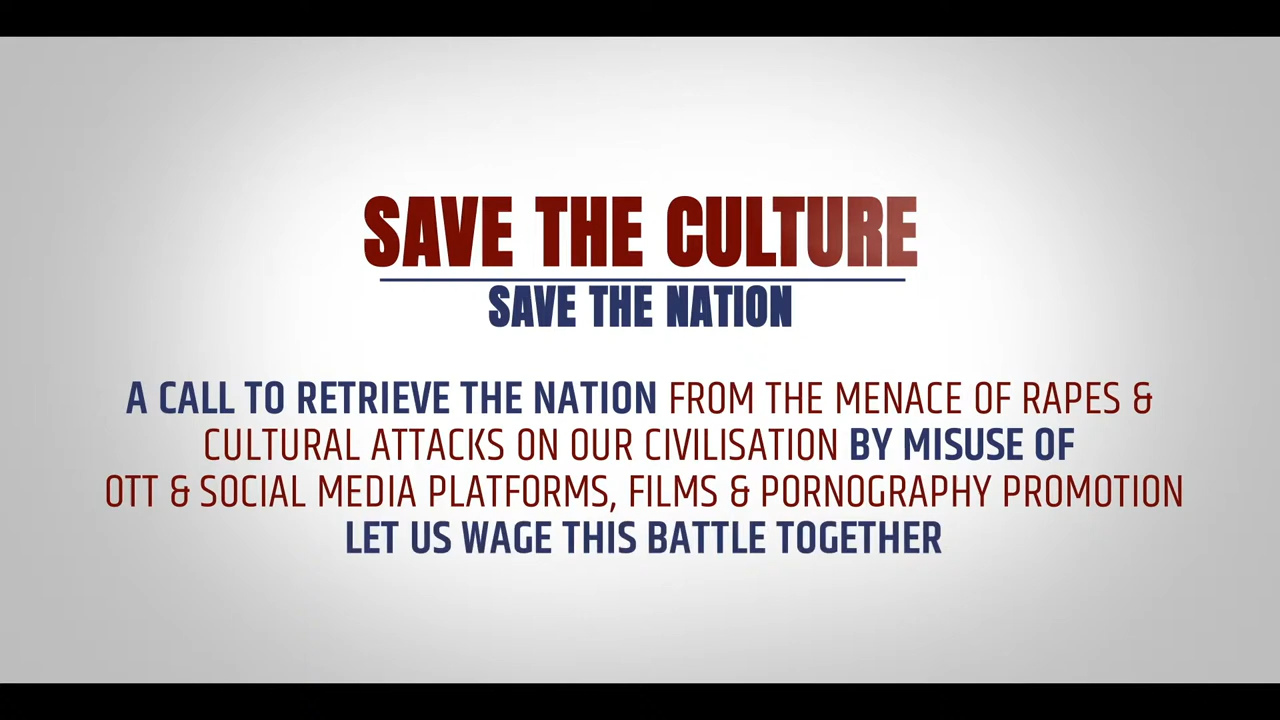 SAVE THE CULTURE
SAVE THE NATION
A CALL TO RETRIEVE THE NATION FROM THE MENACE OF RAPES &
CULTURAL ATTACKS ON OUR CIVILISATION BY MISUSE OF
OTT & SOCIAL MEDIA PLATFORMS, FILMS & PORNOGRAPHY PROMOTION
LET US WAGE THIS BATTLE TOGETHER